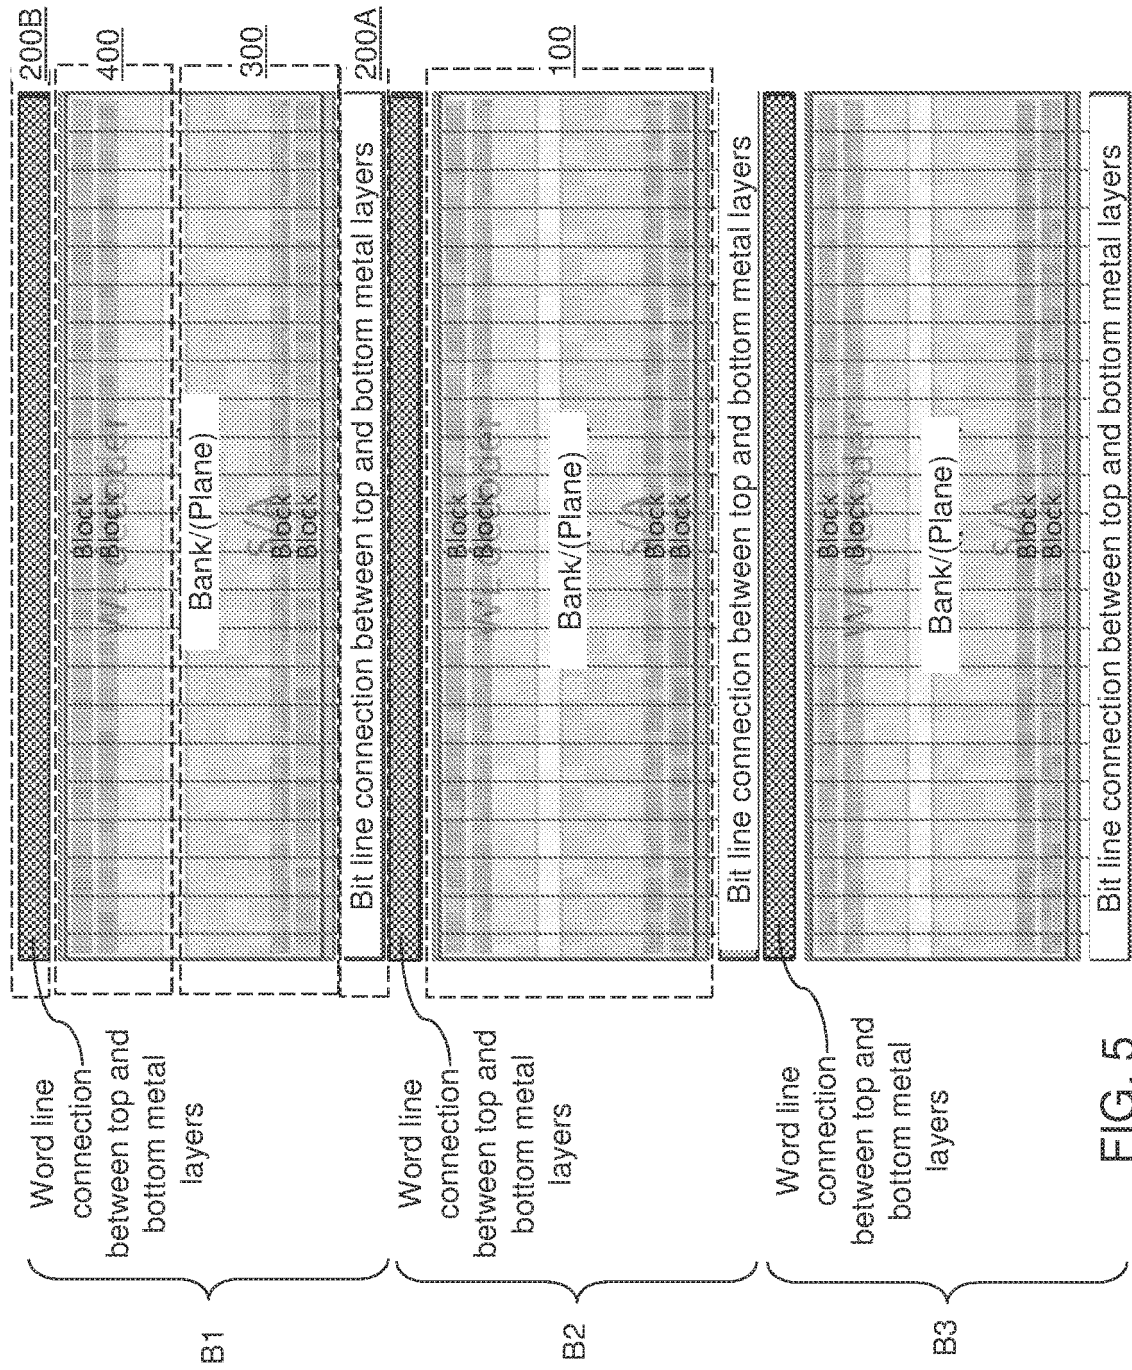 200B
400
300
200A
100
Block
Block
WL decoder
Bank/(Plane)
S/A
Block
Block
Bit line connection between top and bottom metal layers
Block
Block
WL decoder
Bank/(Plane)
S/A
Block
Block
Bit line connection between top and bottom metal layers
Block
Block
Bank/(Plane)
Block
Block
Bit line connection between top and bottom metal layers
Word line
connection
between top and
bottom metal
layers
Word line
connection
between top and
bottom metal
layers
Word line
connection
between top and
bottom metal
layers
B1
B2
B3
FIG. 5